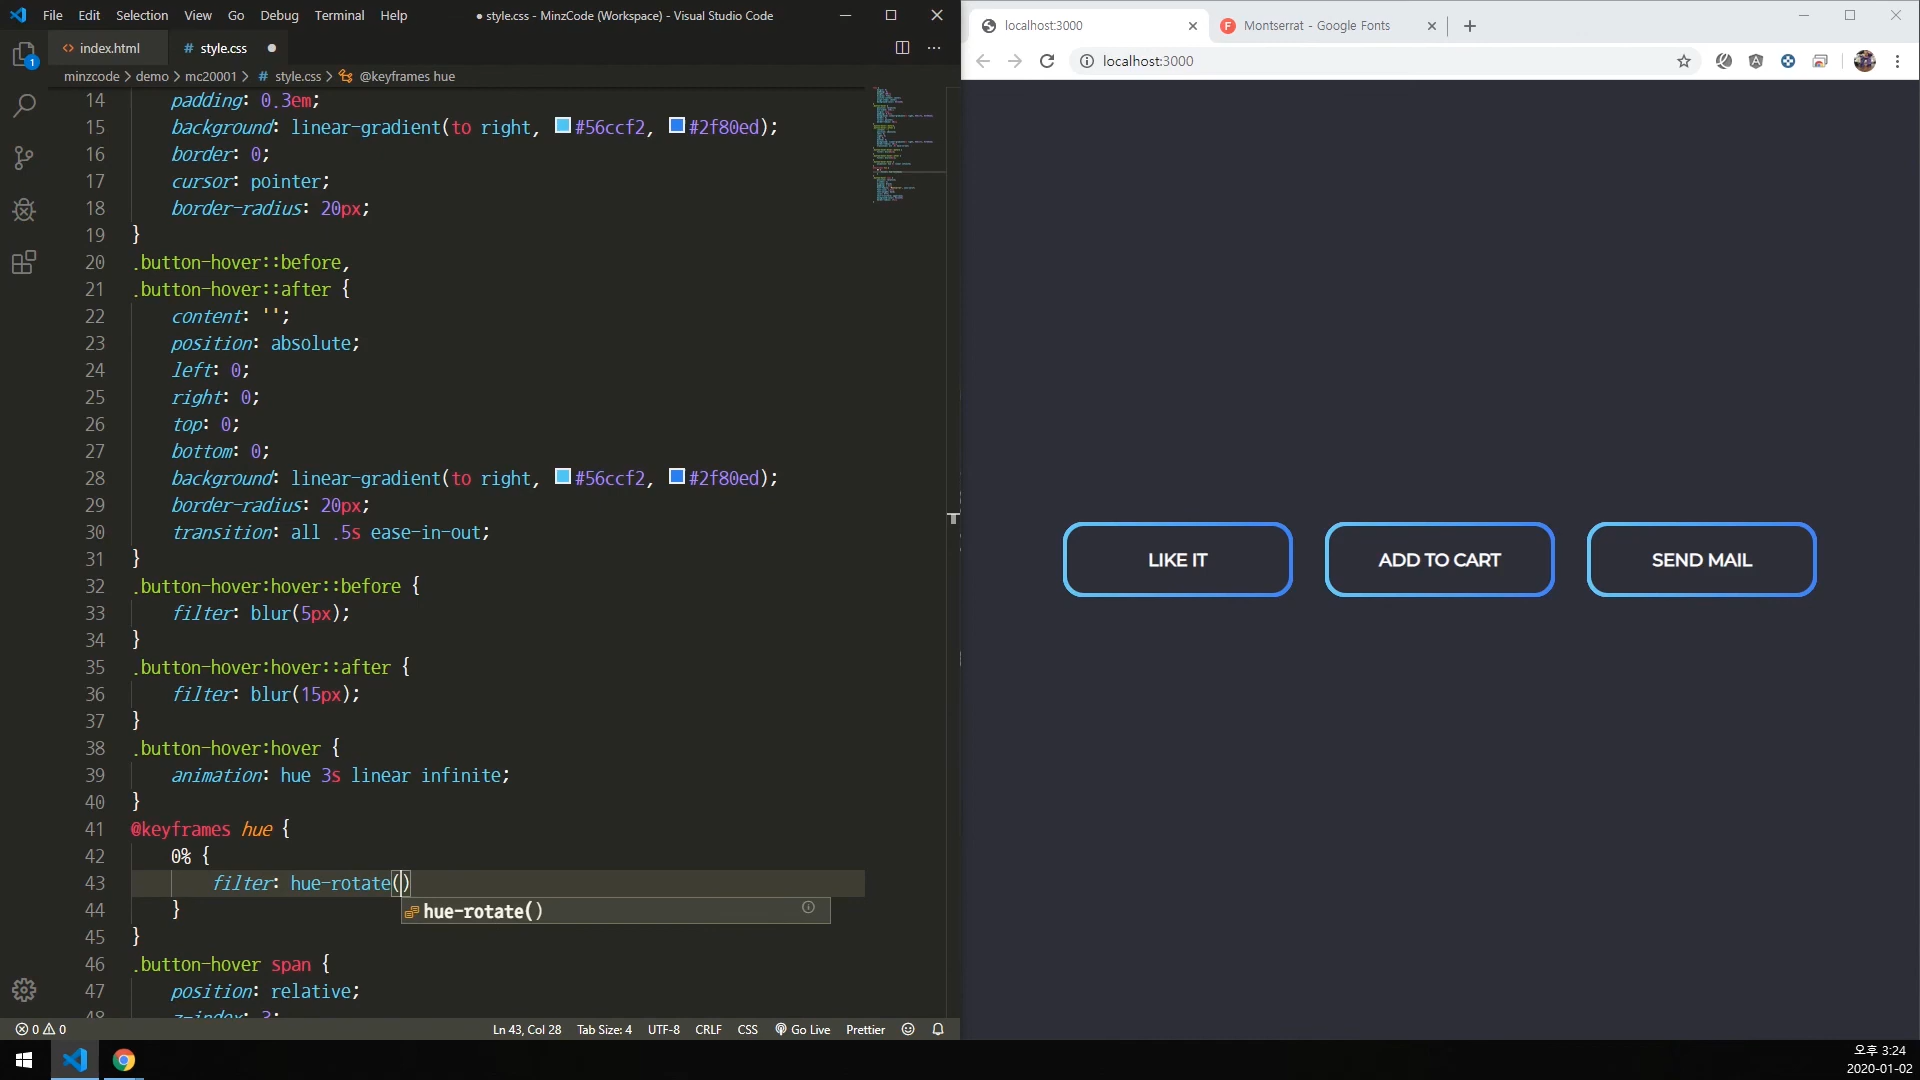 File Edit Selection View Go Debug Terminal Help
● style.css - MinzCode (Workspace) - Visual Studio Code
index.html
# style.css
minzcode > demo > mc20001 > # style.css > @keyframes hue
1
14 padding: 0.3em;
15 background: linear-gradient(to right, #56ccf2, #2f80ed);
16 border: 0;
17 cursor: pointer;
18 border-radius: 20px;
19 }
20 .button-hover::before,
21 .button-hover::after {
22 content: '';
23 position: absolute;
24 left: 0;
25 right: 0;
26 top: 0;
27 bottom: 0;
28 background: linear-gradient(to right, #56ccf2, #2f80ed);
29 border-radius: 20px;
30 transition: all .5s ease-in-out;
31 }
32 .button-hover:hover::before {
33 filter: blur(5px);
34 }
35 .button-hover:hover::after {
36 filter: blur(15px);
37 }
38 .button-hover:hover {
39 animation: hue 3s linear infinite;
40 }
41 @keyframes hue {
42 0% {
43 filter: hue-rotate()
hue-rotate()
44 }
45 }
46 .button-hover span {
47 position: relative;
48 z-index: 3;
0 0
Ln 43, Col 28 Tab Size: 4 UTF-8 CRLF CSS Go Live Prettier
localhost:3000
Montserrat - Google Fonts
localhost:3000
LIKE IT
ADD TO CART
SEND MAIL
오후 3:24
2020-01-02